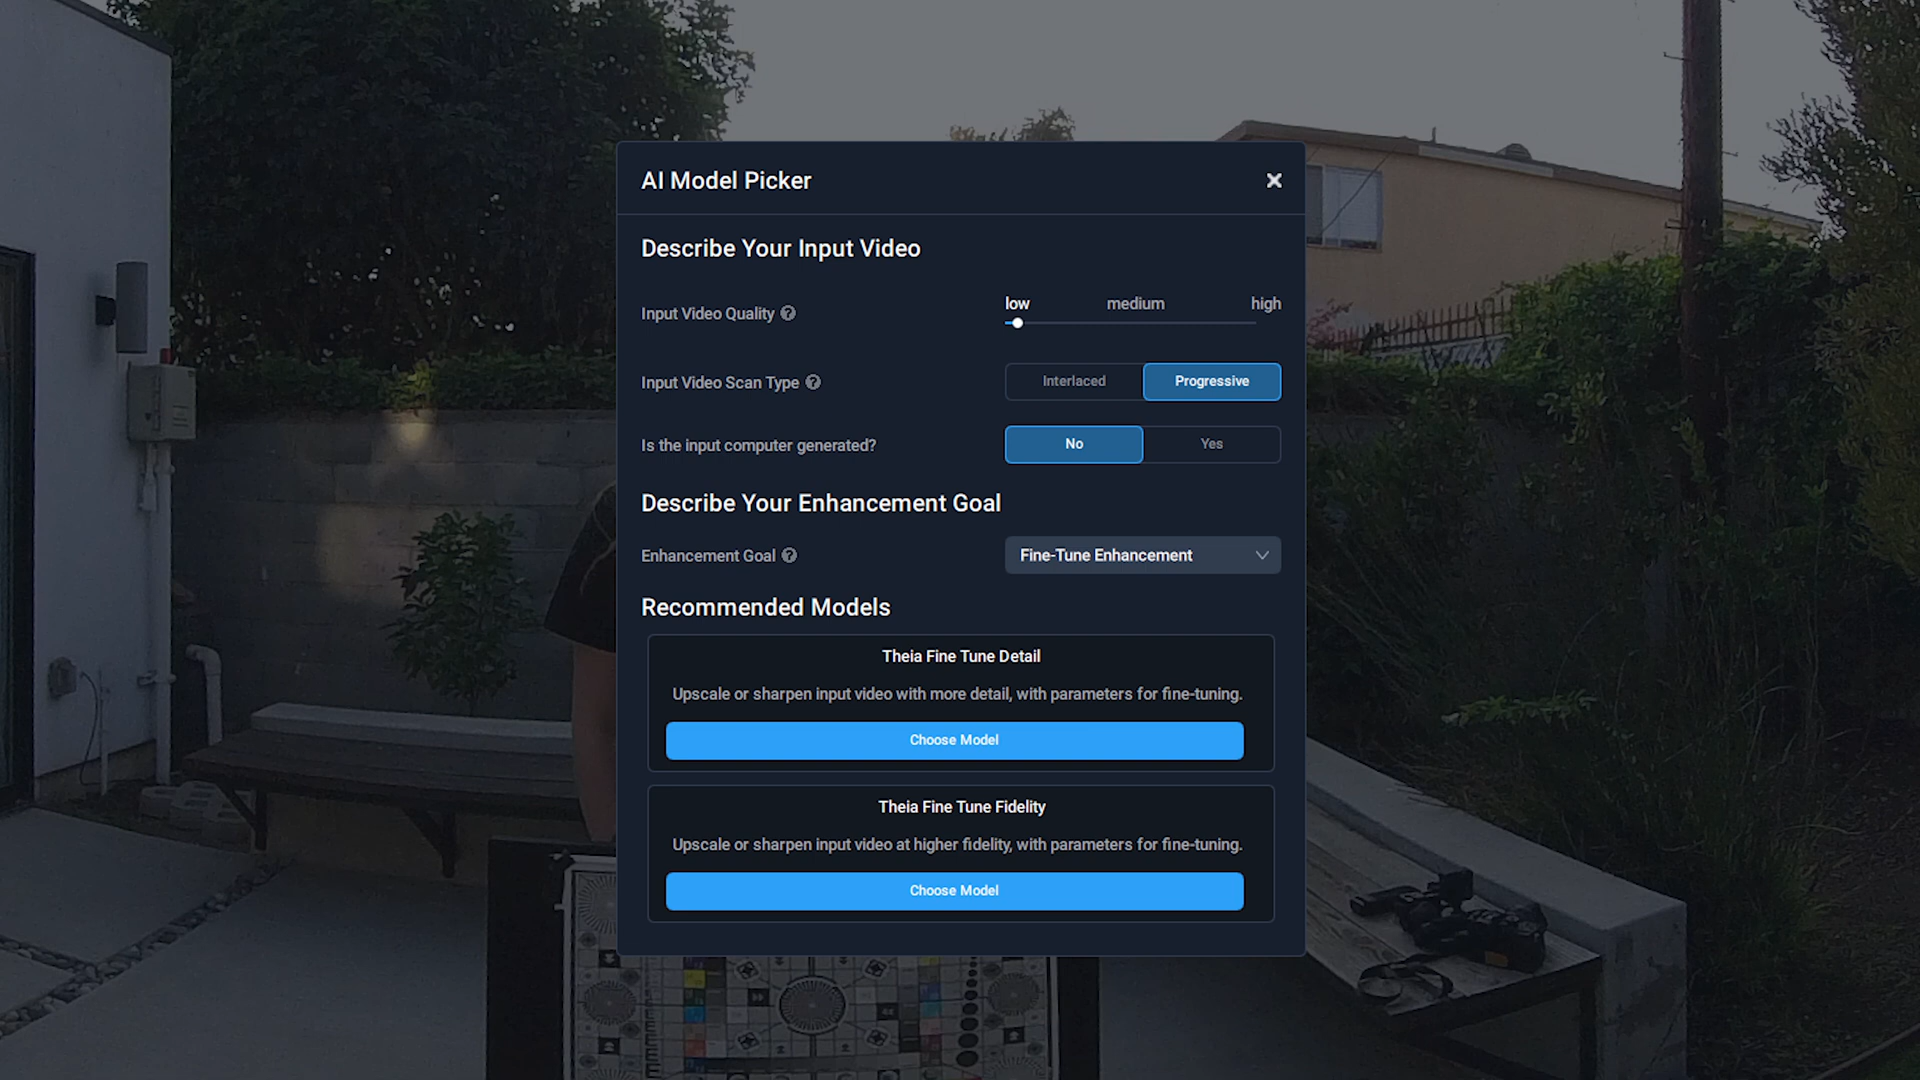 AI Model Picker
Describe Your Input Video
Input Video Quality
low medium high
Input Video Scan Type
Interlaced Progressive
Is the input computer generated?
No Yes
Describe Your Enhancement Goal
Enhancement Goal
Fine-Tune Enhancement
Recommended Models
Theia Fine Tune Detail
Upscale or sharpen input video with more detail, with parameters for fine-tuning.
Choose Model
Theia Fine Tune Fidelity
Upscale or sharpen input video at higher fidelity, with parameters for fine-tuning.
Choose Model